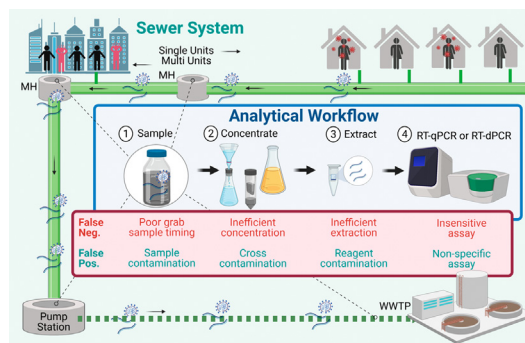 Sewer System
Single Units
Multi Units
MH
MH
Analytical Workflow
1 Sample
2 Concentrate
3 Extract
4 RT-qPCR or RT-dPCR
False Neg.
Poor grab sample timing
Inefficient concentration
Inefficient extraction
Insensitive assay
False Pos.
Sample contamination
Cross contamination
Reagent contamination
Non-specific assay
WWTP
Pump
Station